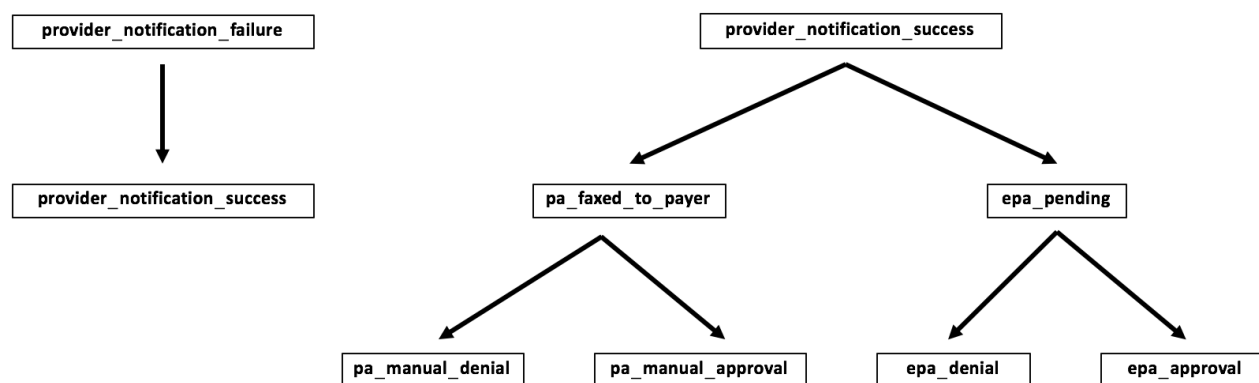 provider_notification_failure
provider_notification_success
provider_notification_success
pa_faxed_to_payer
epa_pending
pa_manual_denial
pa_manual_approval
epa_denial
epa_approval